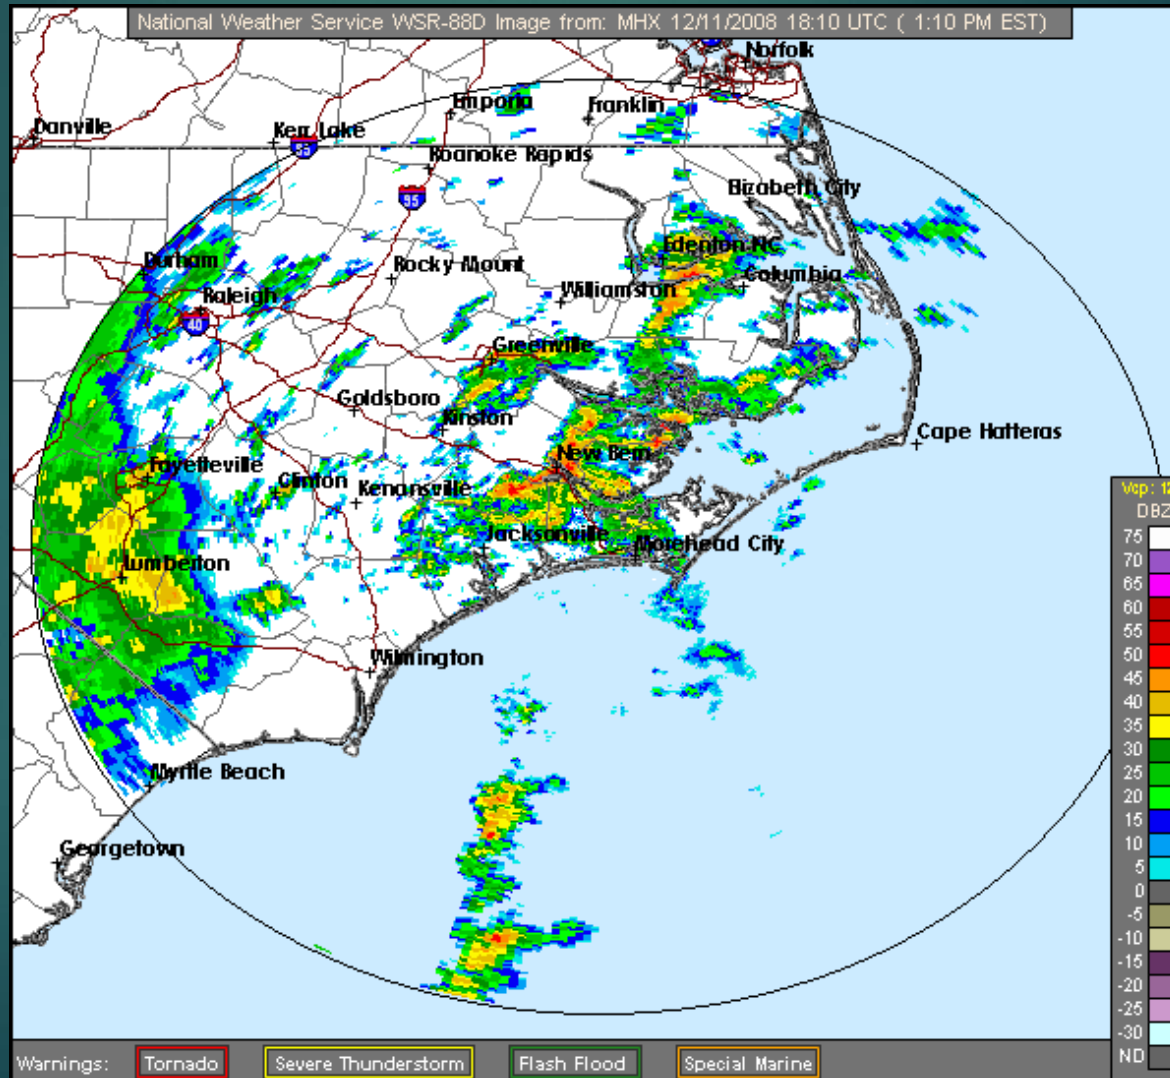 National Weather Service WSR-88D Image from: MHX 12/11/2008 18:10 UTC ( 1:10 PM EST)
Norfolk
Emporia
Franklin
Danville
Kerr Lake
85
Roanoke Rapids
95
Elizabeth City
Edenton NC
Durham
Rocky Mount
Columbia
Raleigh
Williamston
40
Greenville
Goldsboro
Kinston
Cape Hatteras
New Bern
Fayetteville
Clinton
Kenansville
Jacksonville
Morehead City
Lumberton
Wilmington
Myrtle Beach
Georgetown
Vcp: 12
DBZ
75
70
65
60
55
50
45
40
35
30
25
20
15
10
5
0
-5
-10
-15
-20
-25
-30
ND
Warnings: Tornado Severe Thunderstorm Flash Flood Special Marine